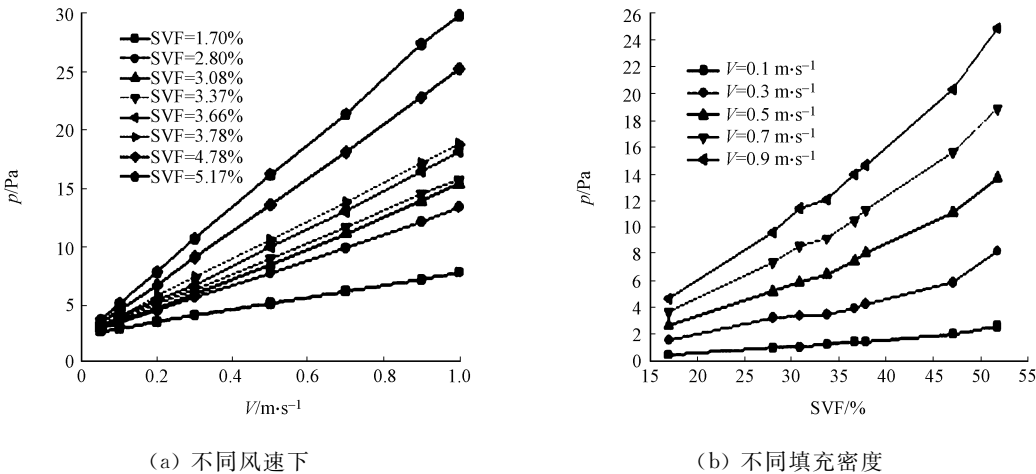 30
25
20
15
10
5
0
p/Pa
SVF=1.70%
SVF=2.80%
SVF=3.08%
SVF=3.37%
SVF=3.66%
SVF=3.78%
SVF=4.78%
SVF=5.17%
0 0.2 0.4 0.6 0.8 1.0
V/m·s⁻¹
(a) 不同风速下
26
24
22
20
18
16
14
12
10
8
6
4
2
0
p/Pa
V=0.1 m·s⁻¹
V=0.3 m·s⁻¹
V=0.5 m·s⁻¹
V=0.7 m·s⁻¹
V=0.9 m·s⁻¹
15 20 25 30 35 40 45 50 55
SVF/%
(b) 不同填充密度